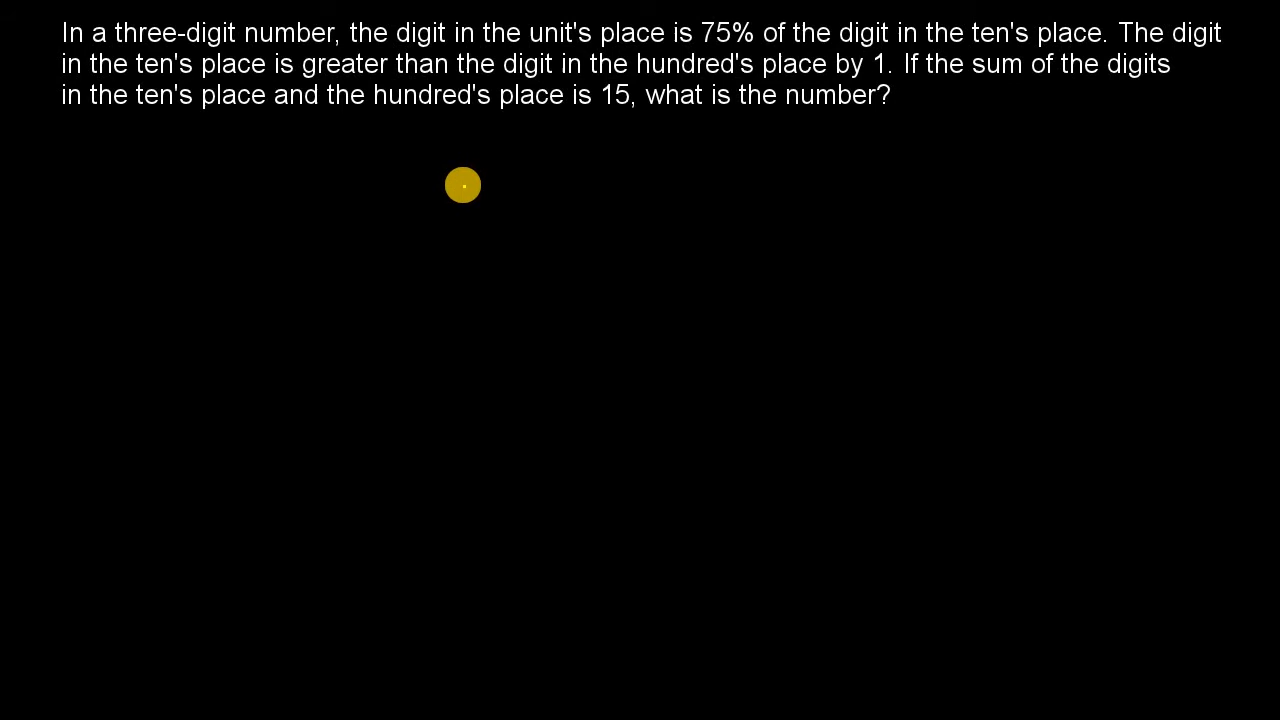 In a three-digit number, the digit in the unit's place is 75% of the digit in the ten's place. The digit
in the ten's place is greater than the digit in the hundred's place by 1. If the sum of the digits
in the ten's place and the hundred's place is 15, what is the number?